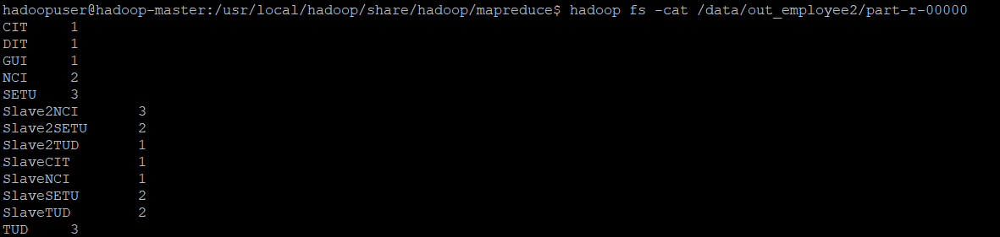 hadoopuser@hadoop-master:/usr/local/hadoop/share/hadoop/mapreduce$ hadoop fs -cat /data/out_employee2/part-r-00000
CIT     1
DIT     1
GUI     1
NCI     2
SETU    3
Slave2NCI       3
Slave2SETU      2
Slave2TUD       1
SlaveCIT        1
SlaveNCI        1
SlaveSETU       2
SlaveTUD        2
TUD     3